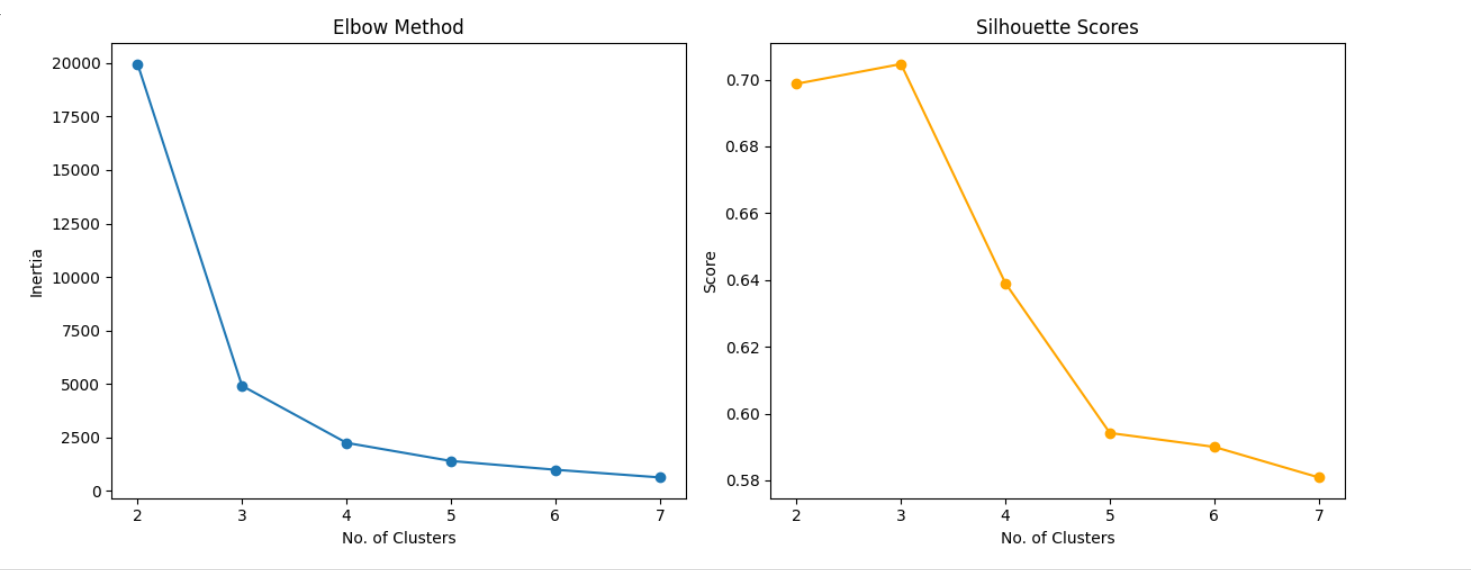 Elbow Method
20000
17500
15000
12500
10000
7500
5000
2500
0
Inertia
2 3 4 5 6 7
No. of Clusters
Silhouette Scores
0.70
0.68
0.66
0.64
0.62
0.60
0.58
Score
2 3 4 5 6 7
No. of Clusters